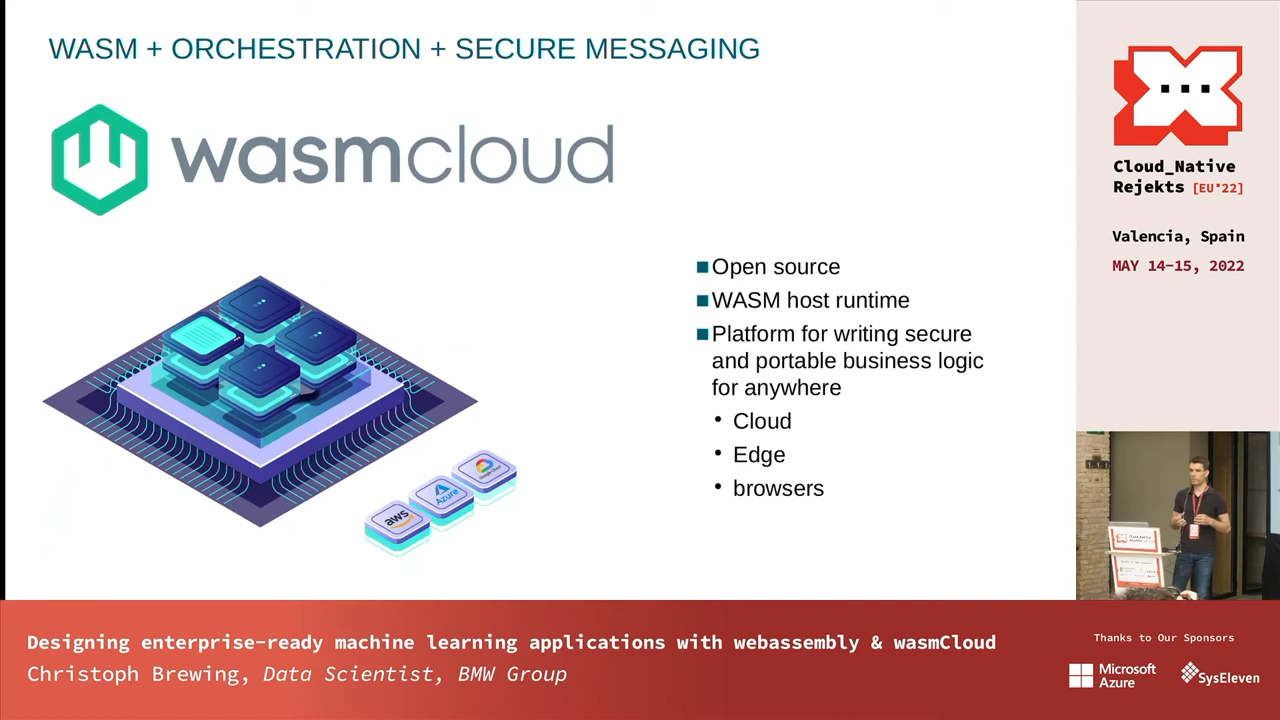 WASM + ORCHESTRATION + SECURE MESSAGING
wasmcloud
Open source
WASM host runtime
Platform for writing secure
and portable business logic
for anywhere
Cloud
Edge
browsers
aws
Azure
Cloud_Native
Rejekts [EU*22]
Valencia, Spain
MAY 14-15, 2022
Designing enterprise-ready machine learning applications with webassembly & wasmCloud
Christoph Brewing, Data Scientist, BMW Group
Thanks to Our Sponsors
Microsoft
Azure
SysEleven